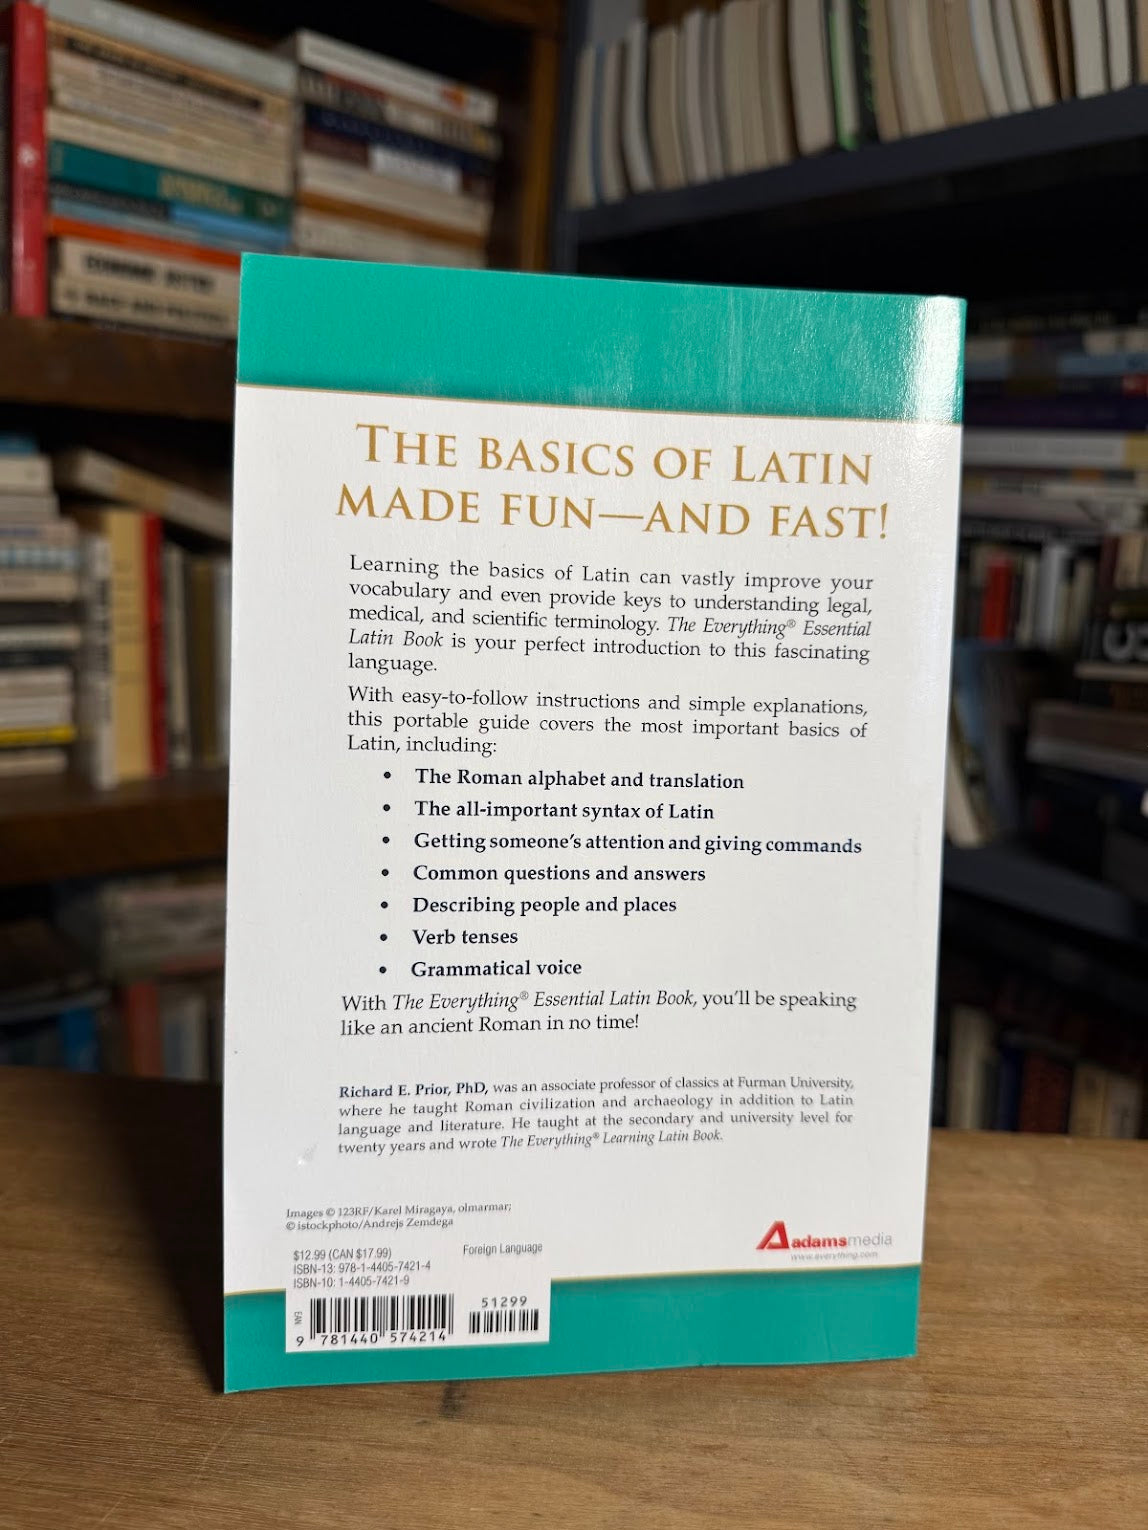 THE BASICS OF LATIN
MADE FUN—AND FAST!
Learning the basics of Latin can vastly improve your
vocabulary and even provide keys to understanding legal,
medical, and scientific terminology. The Everything® Essential
Latin Book is your perfect introduction to this fascinating
language.
With easy-to-follow instructions and simple explanations,
this portable guide covers the most important basics of
Latin, including:
• The Roman alphabet and translation
• The all-important syntax of Latin
• Getting someone's attention and giving commands
• Common questions and answers
• Describing people and places
• Verb tenses
• Grammatical voice
With The Everything® Essential Latin Book, you'll be speaking
like an ancient Roman in no time!
Richard E. Prior, PhD, was an associate professor of classics at Furman University,
where he taught Roman civilization and archaeology in addition to Latin
language and literature. He taught at the secondary and university level for
twenty years and wrote The Everything® Learning Latin Book.
Images © 123RF/Karel Miragaya, olmarmar;
© istockphoto/Andrejs Zemdega
$12.99 (CAN $17.99)
Foreign Language
ISBN-13: 978-1-4405-7421-4
ISBN-10: 1-4405-7421-9
adamsmedia
www.everything.com
EAN
51299
9 781440 574214